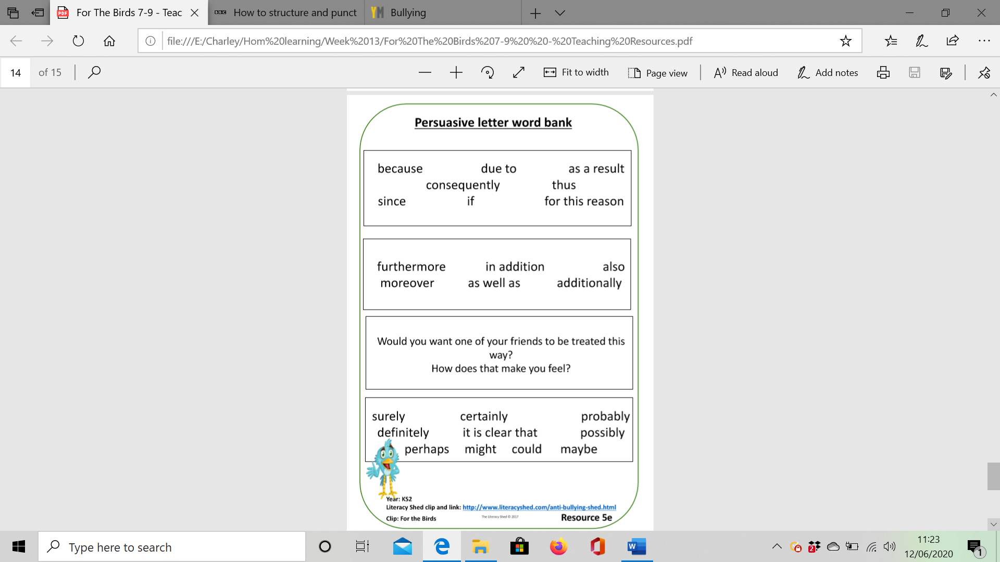 For The Birds 7-9 - Teac
How to structure and punct
Bullying
file:///E:/Charley/Hom%20learning/Week%2013/For%20The%20Birds%207-9%20%20-%20Teaching%20Resources.pdf
14 of 15
Fit to width
Page view
Read aloud
Add notes
Persuasive letter word bank
because due to as a result
consequently thus
since if for this reason
furthermore in addition also
moreover as well as additionally
Would you want one of your friends to be treated this
way?
How does that make you feel?
surely certainly probably
definitely it is clear that possibly
perhaps might could maybe
Year: KS2
Literacy Shed clip and link: http://www.literacyshed.com/anti-bullying-shed.html
Clip: For the Birds The Literacy Shed © 2017 Resource 5e
Type here to search
11:23
12/06/2020